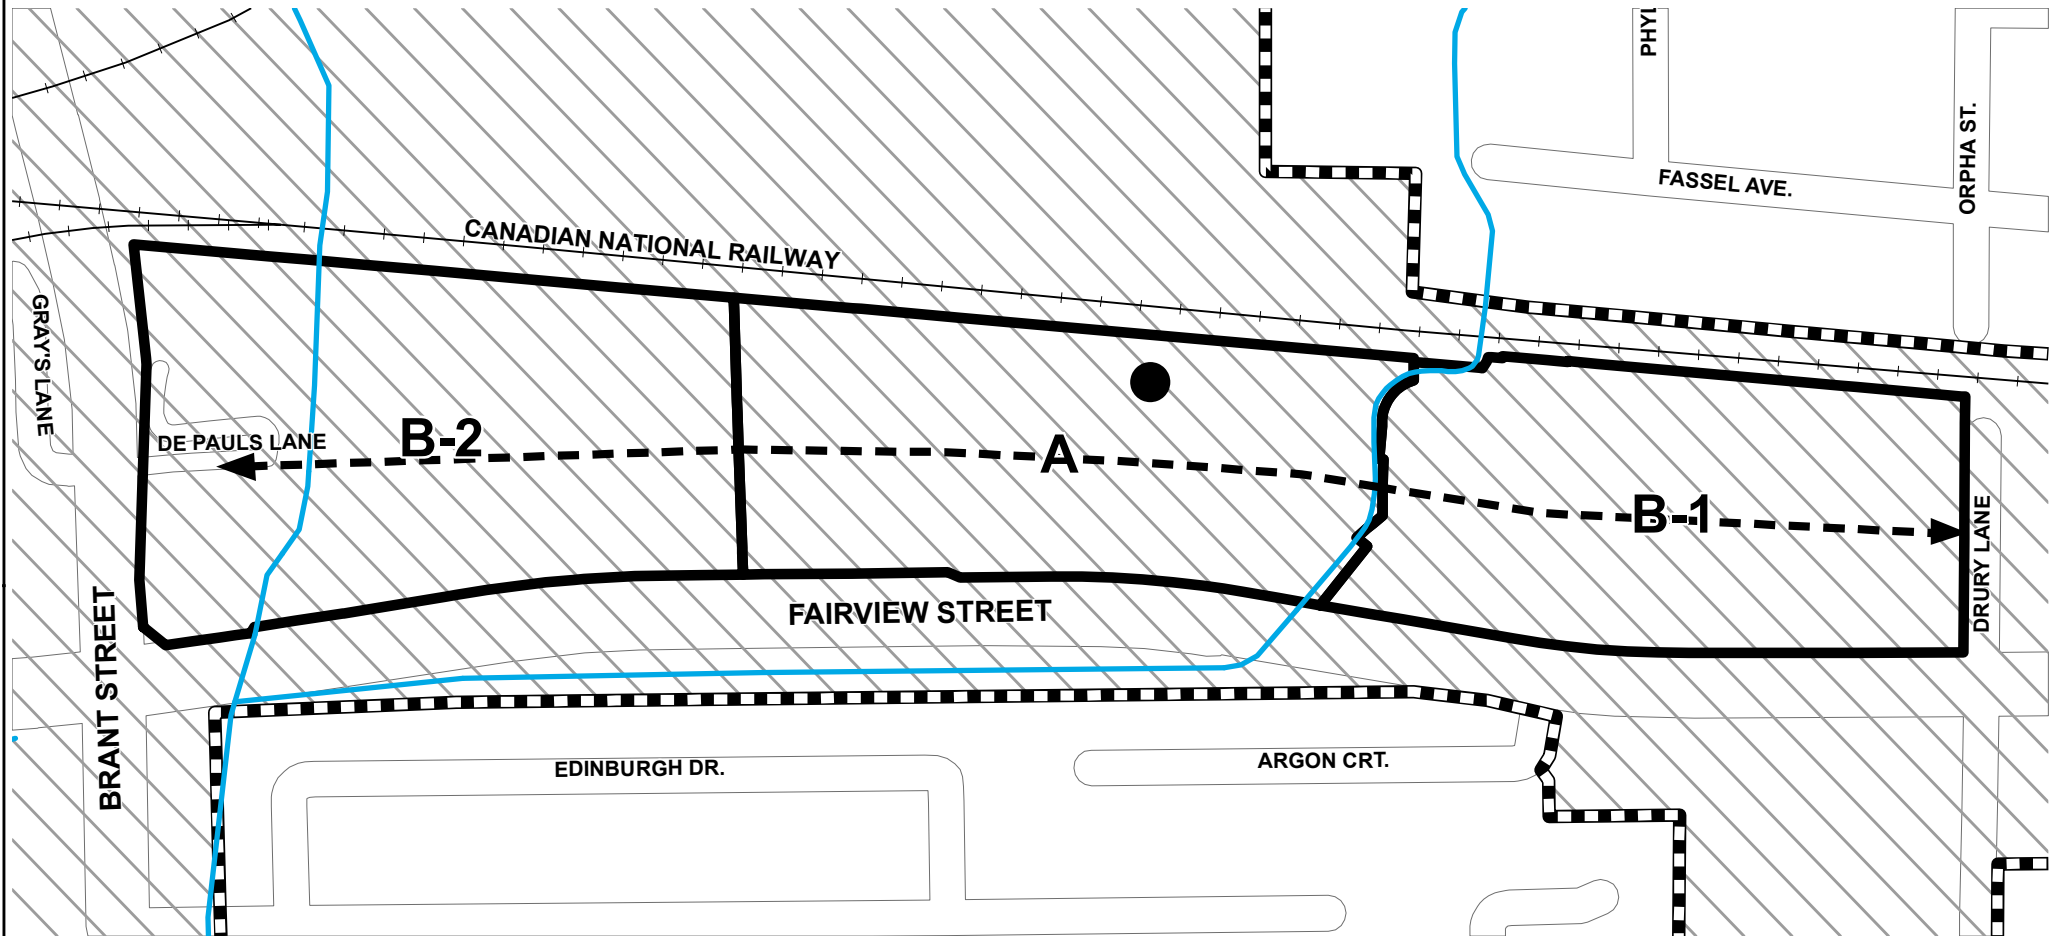 PHYL
ORPHA ST.
FASSEL AVE.
CANADIAN NATIONAL RAILWAY
GRAY'S LANE
DE PAULS LANE
B-2
A
B-1
DRURY LANE
FAIRVIEW STREET
BRANT STREET
EDINBURGH DR.
ARGON CRT.